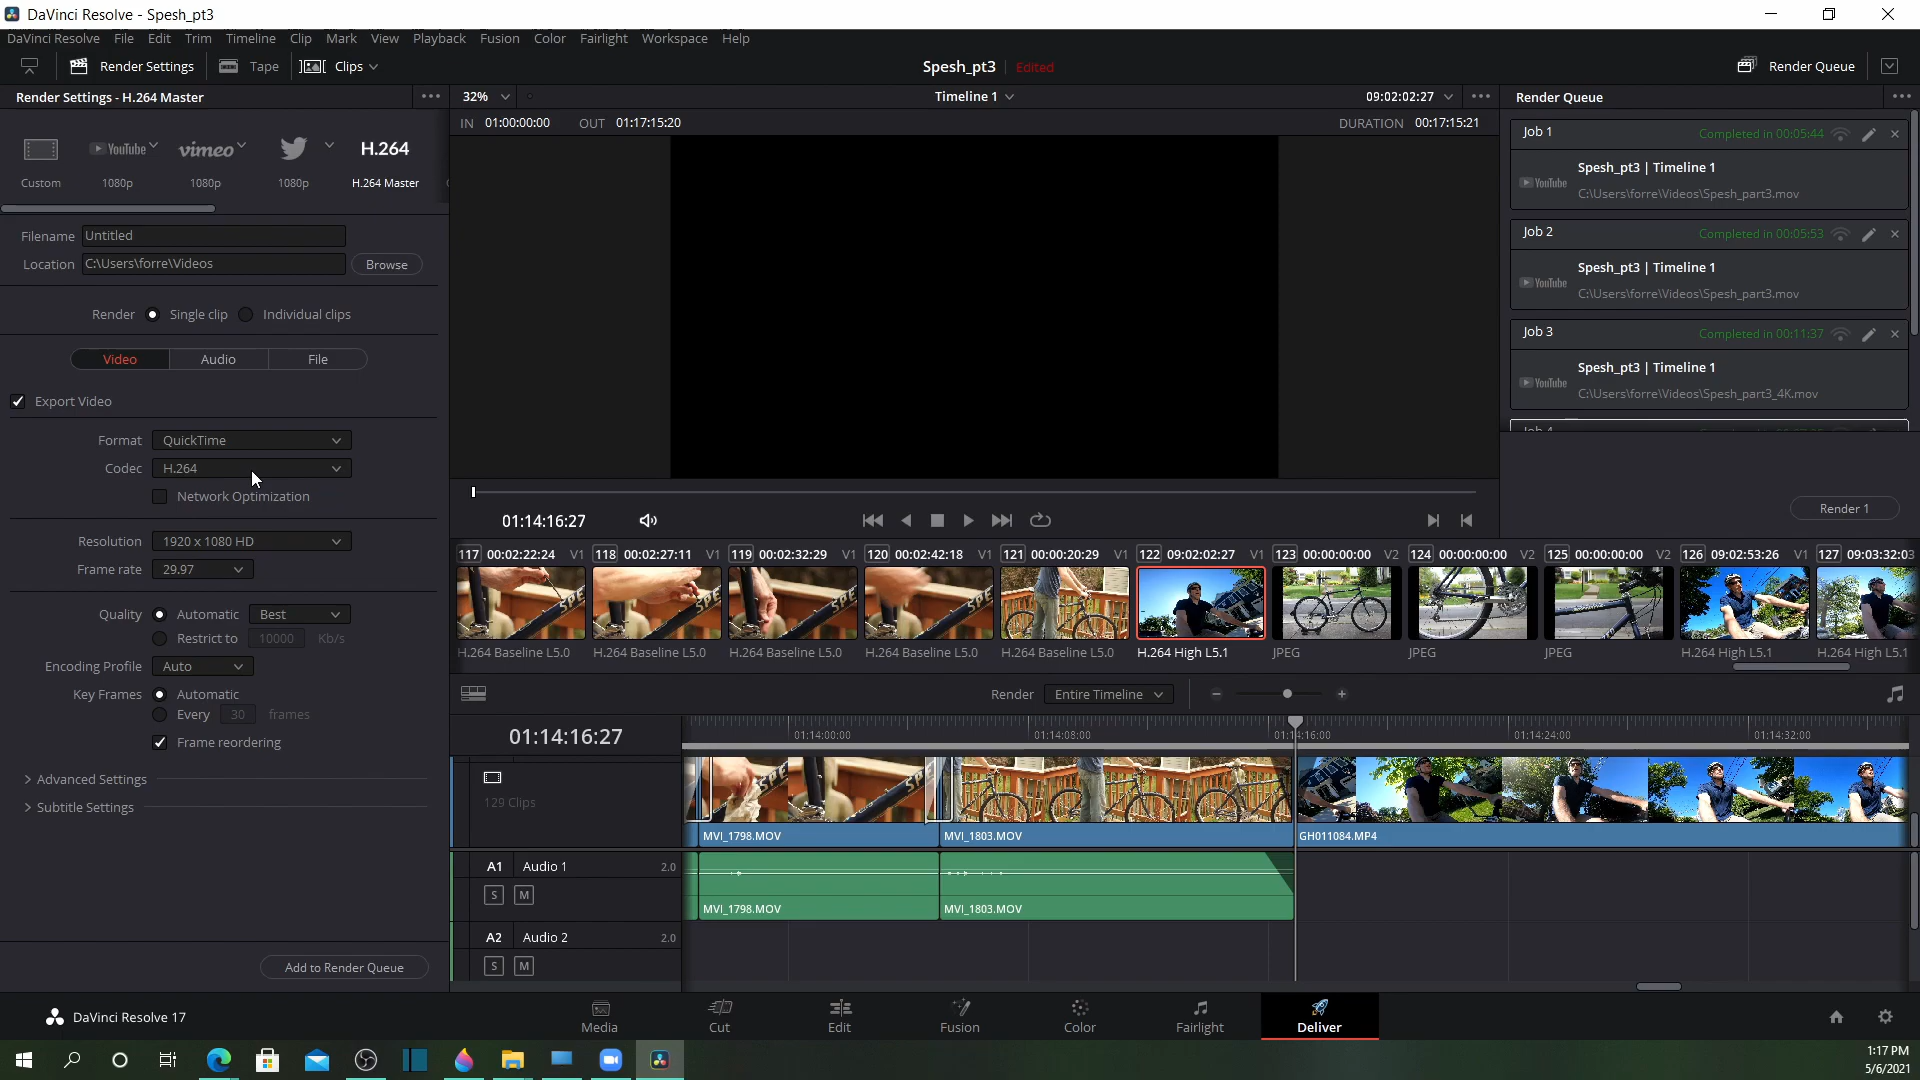 DaVinci Resolve - Spesh_pt3
DaVinci Resolve File Edit Trim Timeline Clip Mark View Playback Fusion Color Fairlight Workspace Help
Render Settings Tape Clips Spesh_pt3 Edited Render Queue
Render Settings - H.264 Master 32% Timeline 1 09:02:02:27 Render Queue
IN 01:00:00:00 OUT 01:17:15:20 DURATION 00:17:15:21
YouTube vimeo H.264
Custom 1080p 1080p 1080p H.264 Master
Filename Untitled
Location C:\Users\forre\Videos Browse
Render Single clip Individual clips
Video Audio File
Export Video
Format QuickTime
Codec H.264
Network Optimization
Resolution 1920 x 1080 HD
Frame rate 29.97
Quality Automatic Best
Restrict to 10000 Kb/s
Encoding Profile Auto
Key Frames Automatic
Every 30 frames
Frame reordering
Advanced Settings
Subtitle Settings
Add to Render Queue
Job 1 Completed in 00:05:44
Spesh_pt3 | Timeline 1
YouTube C:\Users\forre\Videos\Spesh_part3.mov
Job 2 Completed in 00:05:53
Spesh_pt3 | Timeline 1
YouTube C:\Users\forre\Videos\Spesh_part3.mov
Job 3 Completed in 00:11:37
Spesh_pt3 | Timeline 1
YouTube C:\Users\forre\Videos\Spesh_part3_4K.mov
Render 1
01:14:16:27
117 00:02:22:24 V1 118 00:02:27:11 V1 119 00:02:32:29 V1 120 00:02:42:18 V1 121 00:00:20:29 V1 122 09:02:02:27 V1 123 00:00:00:00 V2 124 00:00:00:00 V2 125 00:00:00:00 V2 126 09:02:53:26 V1 127 09:03:32:03
H.264 Baseline L5.0 H.264 Baseline L5.0 H.264 Baseline L5.0 H.264 Baseline L5.0 H.264 Baseline L5.0 H.264 High L5.1 JPEG JPEG JPEG H.264 High L5.1 H.264 High L5.1
Render Entire Timeline
01:14:16:27 01:14:00:00 01:14:08:00 01:14:16:00 01:14:24:00 01:14:32:00
129 Clips
MVI_1798.MOV MVI_1803.MOV GH011084.MP4
A1 Audio 1 2.0
S M
MVI_1798.MOV MVI_1803.MOV
A2 Audio 2 2.0
S M
DaVinci Resolve 17 Media Cut Edit Fusion Color Fairlight Deliver
1:17 PM
5/6/2021